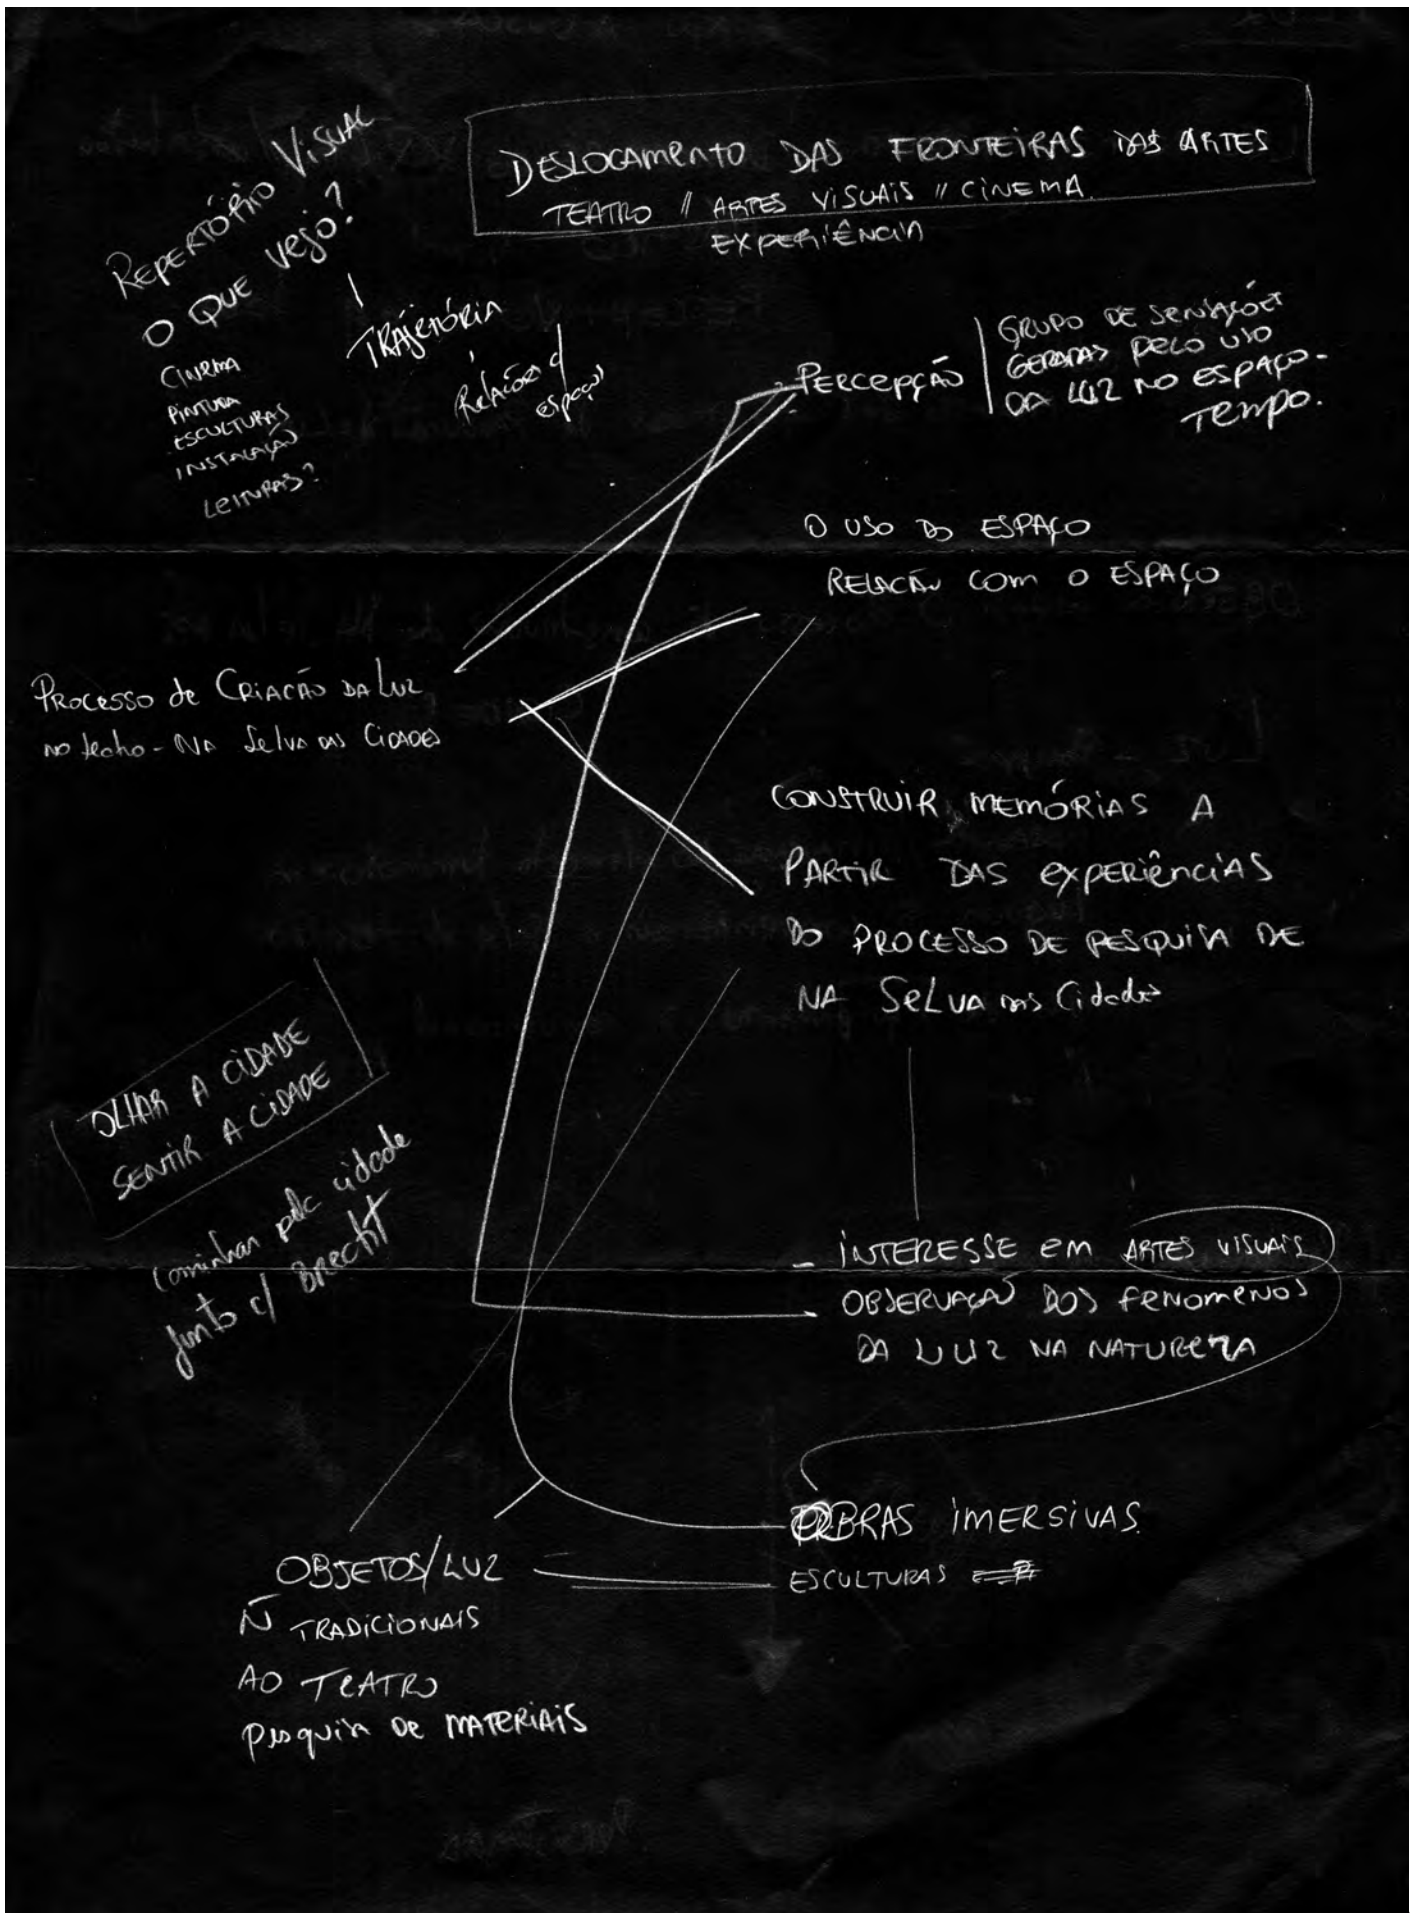 REPERTÓRIO VISUAL
O QUE VEJO?
CINEMA
PINTURA
ESCULTURAS
INSTALAÇÃO
LEITURAS?
TRAJETÓRIA
RELAÇÕES c/
espaços
DESLOCAMENTO DAS FRONTEIRAS DAS ARTES
TEATRO // ARTES VISUAIS // CINEMA.
EXPERIÊNCIA
PERCEPÇÃO
GRUPO DE SENSAÇÕES
GERADAS PELO USO
DA LUZ NO ESPAÇO-
TEMPO.
O USO DO ESPAÇO
RELAÇÃO COM O ESPAÇO
PROCESSO de CRIAÇÃO DA LUZ
NO - NA SELVA DAS CIDADES
CONSTRUIR MEMÓRIAS A
PARTIR DAS EXPERIÊNCIAS
DO PROCESSO DE PESQUISA DE
NA SELVA DAS Cidades
OLHAR A CIDADE
SENTIR A CIDADE
Caminhar pela cidade
junto c/ BRECHT
- INTERESSE EM ARTES VISUAIS
- OBSERVAÇÃO DOS FENOMENOS
DA LUZ NA NATUREZA
OBRAS IMERSIVAS.
ESCULTURAS
OBJETOS/LUZ
Ñ TRADICIONAIS
AO TEATRO
PESQUISA DE MATERIAIS